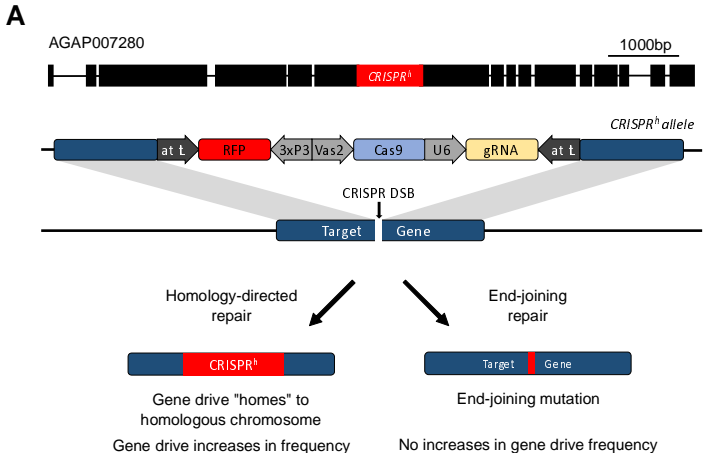 A
AGAP007280
1000bp
CRISPRʰ
CRISPRʰ allele
at t. RFP 3xP3 Vas2 Cas9 U6 gRNA at t.
CRISPR DSB
Target Gene
Homology-directed
repair
End-joining
repair
CRISPRʰ
Target Gene
Gene drive "homes" to
homologous chromosome
End-joining mutation
Gene drive increases in frequency
No increases in gene drive frequency